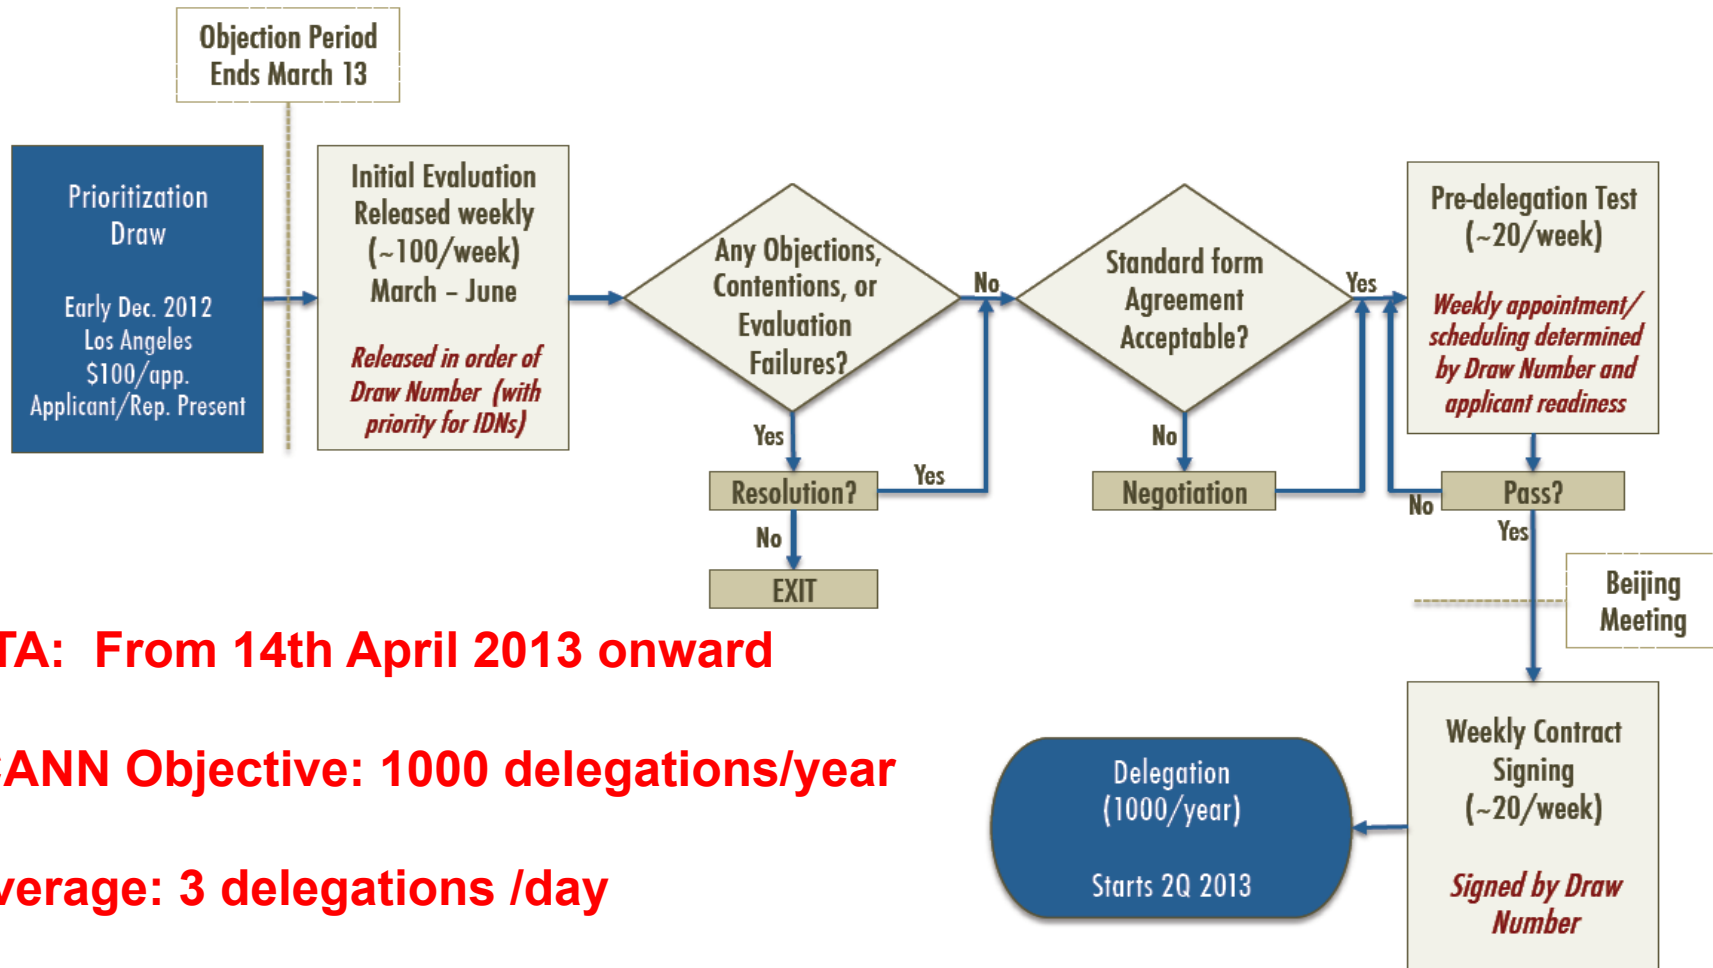 Objection Period
Ends March 13
Prioritization
Draw
Early Dec. 2012
Los Angeles
$100/app.
Applicant/Rep. Present
Initial Evaluation
Released weekly
(~100/week)
March – June
Released in order of
Draw Number (with
priority for IDNs)
Any Objections,
Contentions, or
Evaluation
Failures?
No
Yes
Resolution?
Yes
No
EXIT
Standard form
Agreement
Acceptable?
Yes
No
Negotiation
Pre-delegation Test
(~20/week)
Weekly appointment/
scheduling determined
by Draw Number and
applicant readiness
Pass?
No
Yes
Beijing
Meeting
Weekly Contract
Signing
(~20/week)
Signed by Draw
Number
Delegation
(1000/year)
Starts 2Q 2013
TA: From 14th April 2013 onward
CANN Objective: 1000 delegations/year
verage: 3 delegations /day